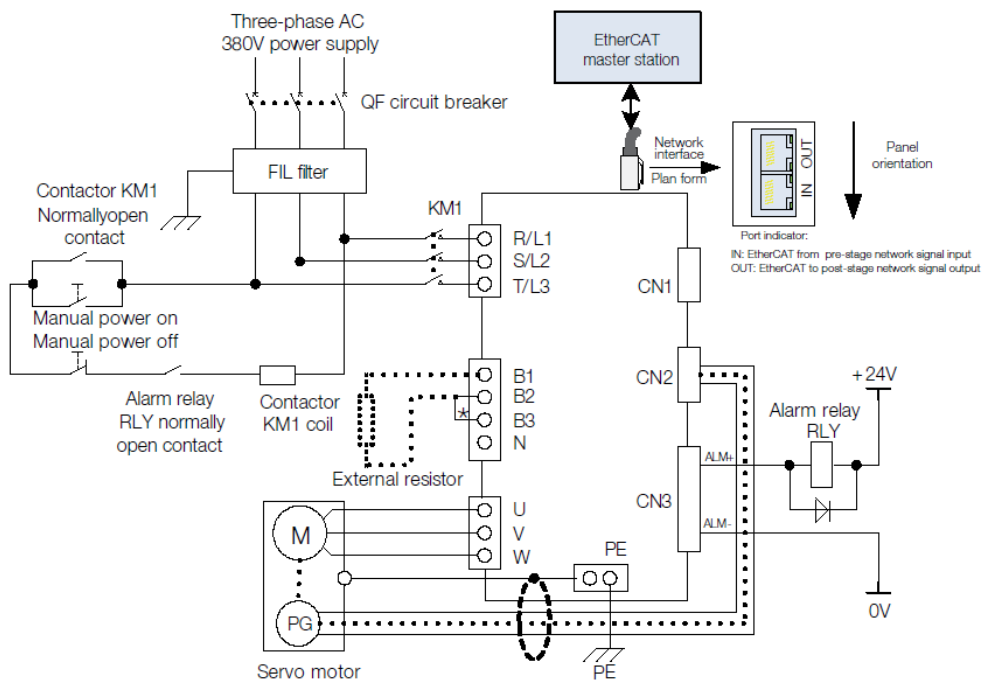 Three-phase AC
380V power supply
QF circuit breaker
FIL filter
EtherCAT
master station
Network
interface
Plan form
OUT
IN
Panel
orientation
Port indicator:
IN: EtherCAT from pre-stage network signal input
OUT: EtherCAT to post-stage network signal output
Contactor KM1
Normallyopen
contact
KM1
R/L1
S/L2
T/L3
CN1
Manual power on
Manual power off
Alarm relay
RLY normally
open contact
Contactor
KM1 coil
B1
B2
*
B3
N
External resistor
CN2
+24V
Alarm relay
RLY
ALM+
CN3
ALM-
0V
U
V
W
M
PE
PG
PE
Servo motor